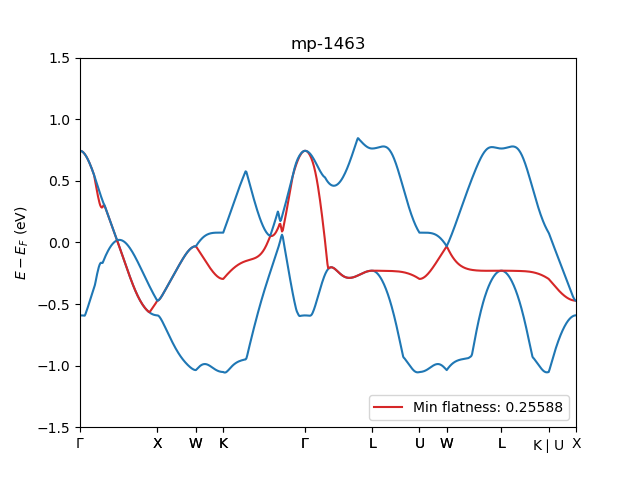 mp-1463
E − E_F (eV)
1.5
1.0
0.5
0.0
−0.5
−1.0
−1.5
Min flatness: 0.25588
Γ X W K Γ L U W L K | U X